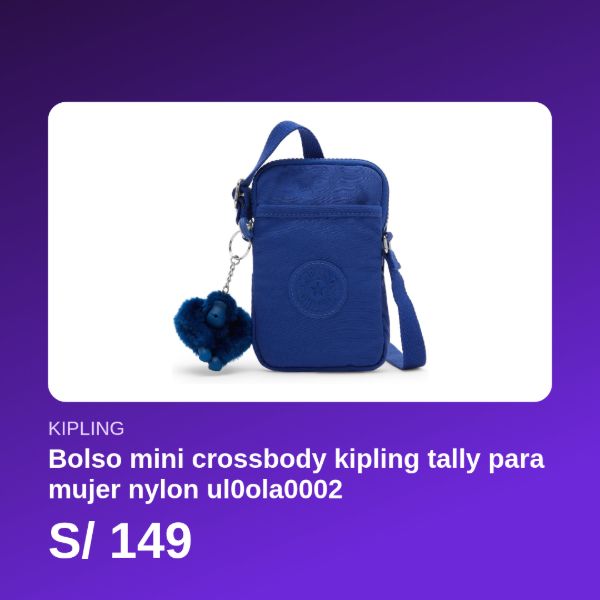 KIPLING
Bolso mini crossbody kipling tally para
mujer nylon ul0ola0002
S/ 149